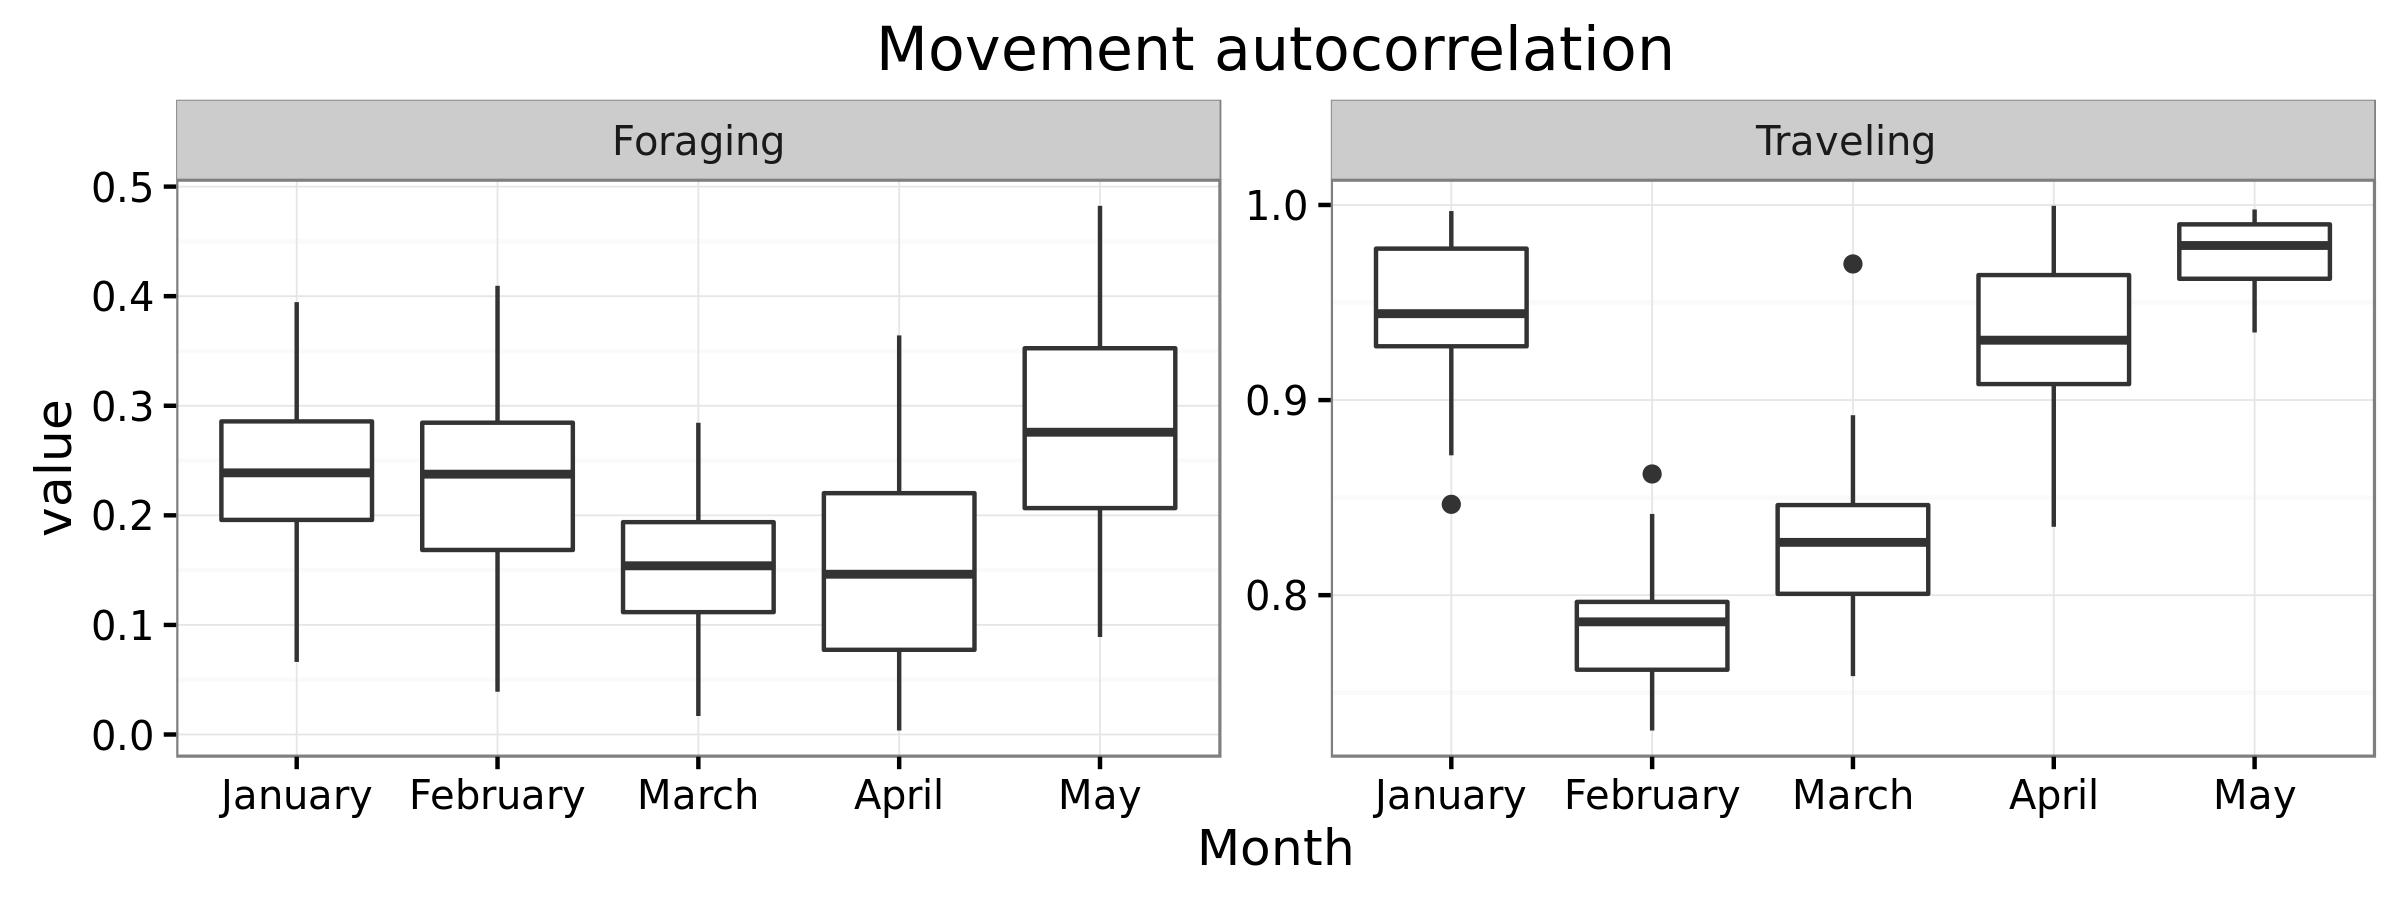 Movement autocorrelation
Foraging
Traveling
value
0.5
0.4
0.3
0.2
0.1
0.0
1.0
0.9
0.8
January February March April May
January February March April May
Month